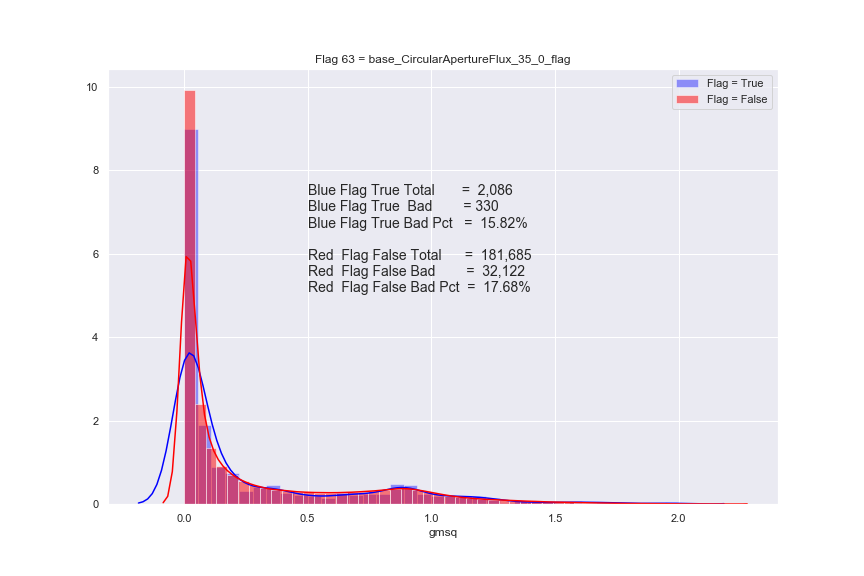 Flag 63 = base_CircularApertureFlux_35_0_flag
Flag = True
Flag = False
Blue Flag True Total = 2,086
Blue Flag True Bad = 330
Blue Flag True Bad Pct = 15.82%
Red Flag False Total = 181,685
Red Flag False Bad = 32,122
Red Flag False Bad Pct = 17.68%
10
8
6
4
2
0
0.0 0.5 1.0 1.5 2.0
gmsq